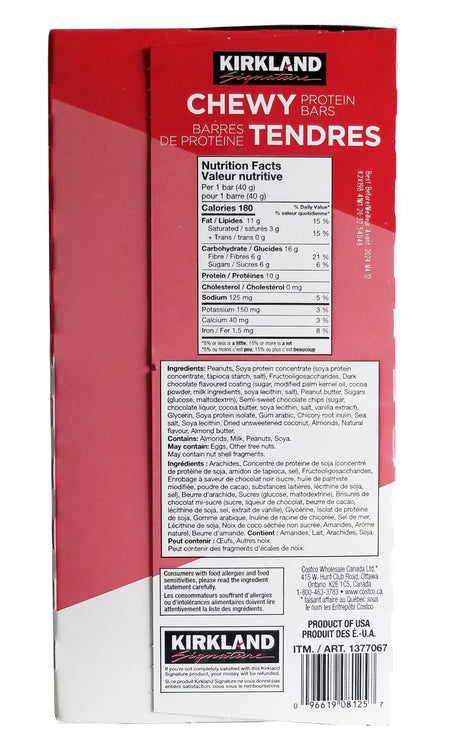 KIRKLAND
Signature
CHEWY PROTEIN BARS
BARRES DE PROTÉINE TENDRES
Nutrition Facts
Valeur nutritive
Per 1 bar (40 g)
pour 1 barre (40 g)
Calories 180 % Daily Value*
% valeur quotidienne*
Fat / Lipides 11 g 15 %
Saturated / saturés 3 g
+ Trans / trans 0 g 15 %
Carbohydrate / Glucides 16 g
Fibre / Fibres 6 g 21 %
Sugars / Sucres 6 g 6 %
Protein / Protéines 10 g
Cholesterol / Cholestérol 0 mg
Sodium 125 mg 5 %
Potassium 150 mg 3 %
Calcium 40 mg 3 %
Iron / Fer 1.5 mg 8 %
*5% or less is a little, 15% or more is a lot
*5% ou moins c'est peu, 15% ou plus c'est beaucoup
Best Before/Meilleur Avant 2024 MA 12
Ingredients: Peanuts, Soya protein concentrate (soya protein
concentrate, tapioca starch, salt), Fructooligosaccharides, Dark
chocolate flavoured coating (sugar, modified palm kernel oil, cocoa
powder, milk ingredients, soya lecithin, salt), Peanut butter, Sugars
(glucose, maltodextrin), Semi-sweet chocolate chips (sugar,
chocolate liquor, cocoa butter, soya lecithin, salt, vanilla extract),
Glycerin, Soya protein isolate, Gum arabic, Chicory root inulin, Sea
salt, Soya lecithin, Dried unsweetened coconut, Almonds, Natural
flavour, Almond butter.
Contains: Almonds, Milk, Peanuts, Soya.
May contain: Eggs, Other tree nuts.
May contain nut shell fragments.
Ingrédients : Arachides, Concentré de protéine de soja (concentré
de protéine de soja, amidon de tapioca, sel), Fructooligosaccharides,
Enrobage à saveur de chocolat noir (sucre, huile de palmiste
modifiée, poudre de cacao, substances laitières, lécithine de soja,
sel), Beurre d'arachide, Sucres (glucose, maltodextrine), Brisures de
chocolat mi-sucré (sucre, liqueur de chocolat, beurre de cacao,
lécithine de soja, sel, extrait de vanille), Glycérine, Isolat de protéine
de soja, Gomme arabique, Inuline de racine de chicorée, Sel de mer,
Lécithine de soja, Noix de coco séchée non sucrée, Amandes, Arôme
naturel, Beurre d'amande. Contient : Amandes, Lait, Arachides, Soja.
Peut contenir : Œufs, Autres noix.
Peut contenir des fragments d'écales de noix.
Consumers with food allergies and food
sensitivities, please read the ingredient
statement carefully.
Les consommateurs souffrant d'allergies
ou d'intolérances alimentaires doivent lire
attentivement la liste des ingrédients.
Costco Wholesale Canada Ltd.*
415 W. Hunt Club Road, Ottawa
Ontario K2E 1C5, Canada
1-800-463-3783 • www.costco.ca
* faisant affaire au Québec sous
le nom les Entrepôts Costco
PRODUCT OF USA
PRODUIT DES É.-U.A.
ITM. / ART. 1377067
KIRKLAND
Signature
If you're not completely satisfied with this Kirkland
Signature product, your money will be refunded.
Si ce produit Kirkland Signature ne vous donne pas
entière satisfaction, nous vous le rembourserons
0 96619 08125 7